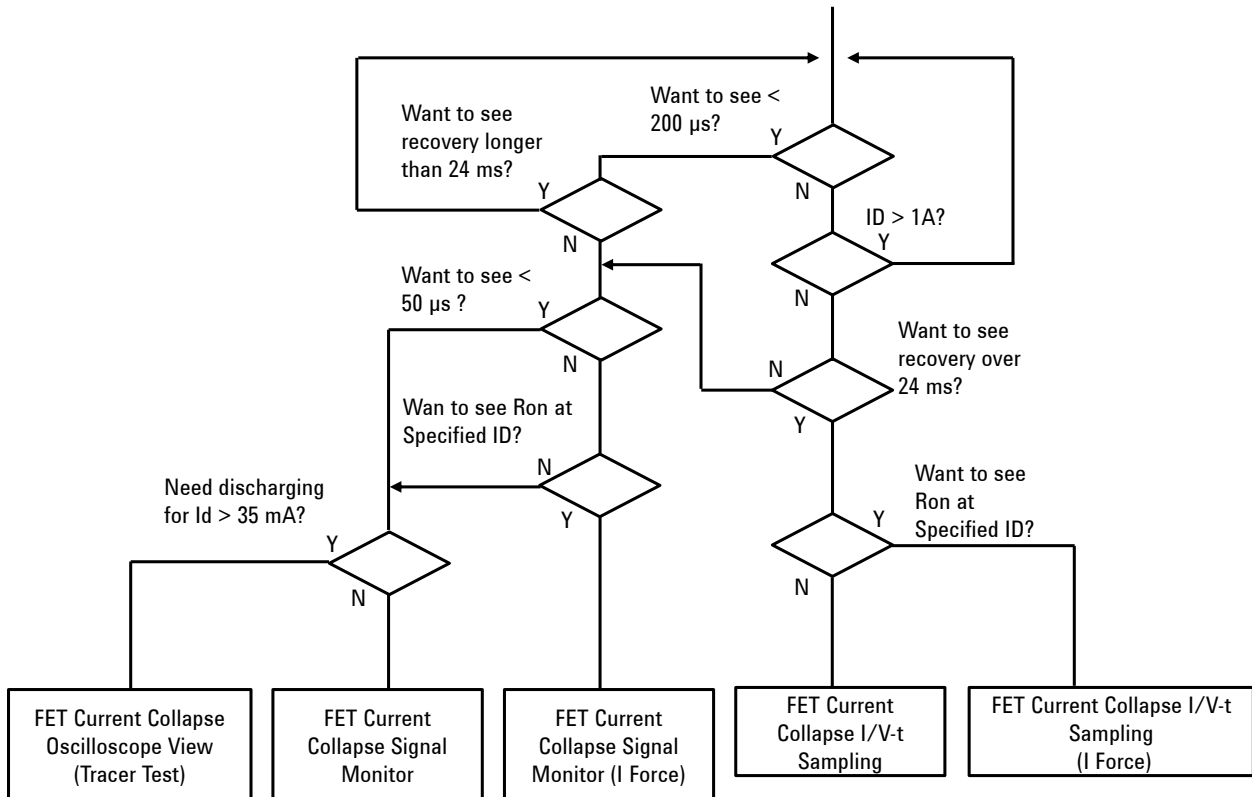 Want to see <
200 µs?
Y
N
Want to see
recovery longer
than 24 ms?
Y
N
ID > 1A?
Y
N
Want to see <
50 µs ?
Y
N
Want to see
recovery over
24 ms?
N
Y
Wan to see Ron at
Specified ID?
N
Y
Want to see
Ron at
Specified ID?
Y
N
Need discharging
for Id > 35 mA?
Y
N
FET Current Collapse
Oscilloscope View
(Tracer Test)
FET Current
Collapse Signal
Monitor
FET Current
Collapse Signal
Monitor (I Force)
FET Current
Collapse I/V-t
Sampling
FET Current Collapse I/V-t
Sampling
(I Force)